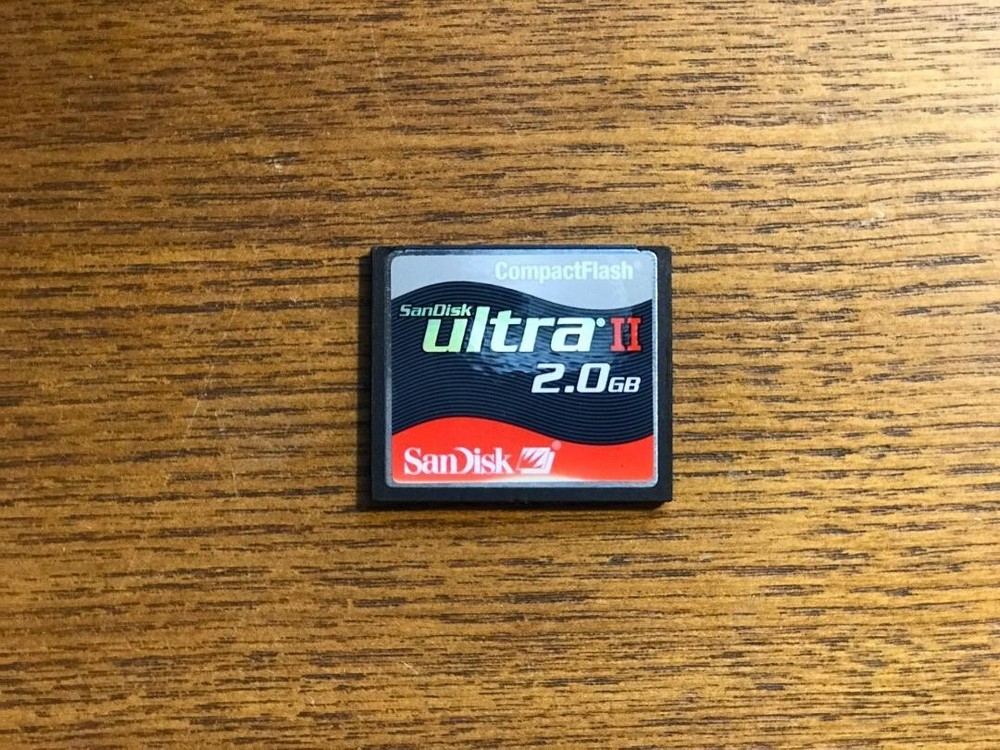 CompactFlash®
SanDisk
ultra® II
2.0GB
SanDisk®